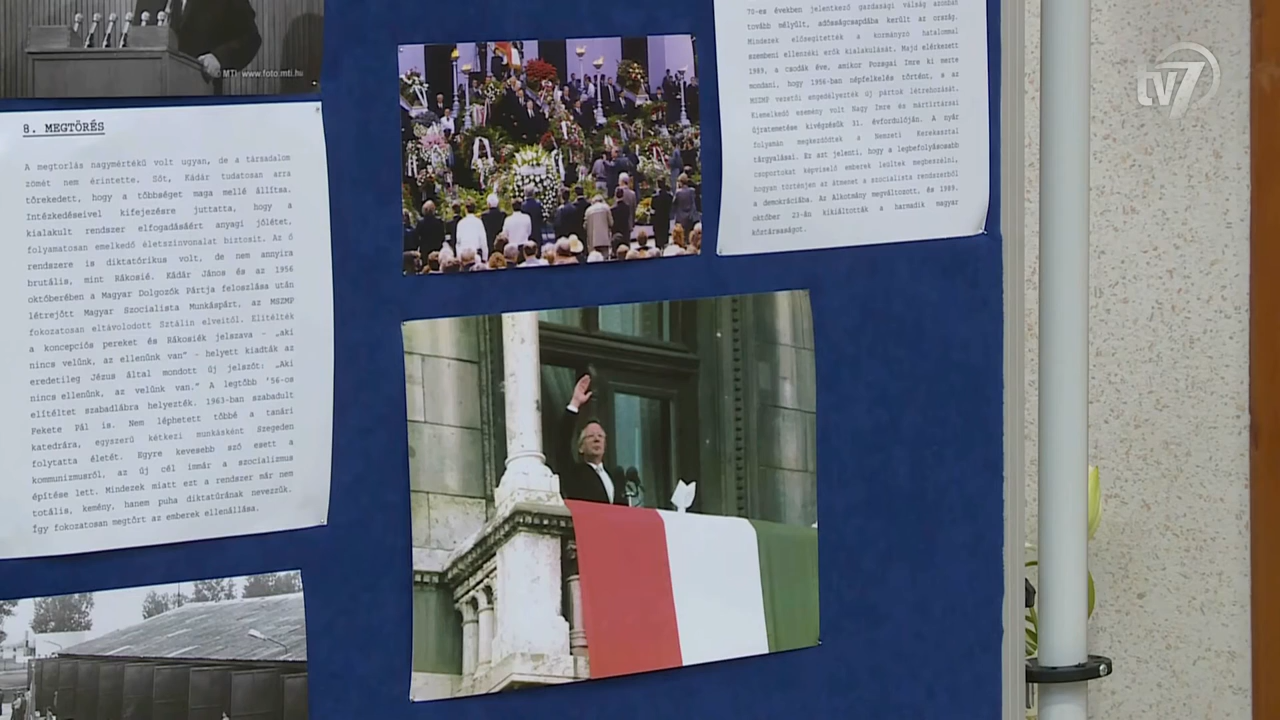 © MTI www.foto.mti.hu
8. MEGTÖRÉS
A megtorlás nagymértékű volt ugyan, de a társadalom
zömét nem érintette. Sőt, Kádár tudatosan arra
törekedett, hogy a többséget maga mellé állítsa.
Intézkedéseivel kifejezésre juttatta, hogy a
kialakult rendszer elfogadásáért anyagi jólétet,
folyamatosan emelkedő életszínvonalat biztosít. Az ő
rendszere is diktatórikus volt, de nem annyira
brutális, mint Rákosié. Kádár János és az 1956
októberében a Magyar Dolgozók Pártja feloszlása után
létrejött Magyar Szocialista Munkáspárt, az MSZMP
fokozatosan eltávolodott Sztálin elveitől. Elítélték
a koncepciós pereket és Rákosiék jelszava - „aki
nincs velünk, az ellenünk van" - helyett kiadták az
eredetileg Jézus által mondott új jelszót: „Aki
nincs ellenünk, az velünk van." A legtöbb '56-os
elítéltet szabadlábra helyezték. 1963-ban szabadult
Fekete Pál is. Nem léphetett többé a tanári
katedrára, egyszerű kétkezi munkásként Szegeden
folytatta életét. Egyre kevesebb szó esett a
kommunizmusról, az új cél immár a szocializmus
építése lett. Mindezek miatt ezt a rendszer már nem
totális, kemény, hanem puha diktatúrának nevezzük.
Így fokozatosan megtört az emberek ellenállása.
70-es években jelentkező gazdasági válság azonban
tovább mélyült, adósságcsapdába került az ország.
Mindezek elősegítették a kormányzó hatalommal
szembeni ellenzéki erők kialakulását. Majd elérkezett
1989, a csodák éve, amikor Pozsgai Imre ki merte
mondani, hogy 1956-ban népfelkelés történt, s az
MSZMP vezetői engedélyezték új pártok létrehozását.
Kiemelkedő esemény volt Nagy Imre és mártírtársai
újratemetése kivégzésük 31. évfordulóján. A nyár
folyamán megkezdődtek a Nemzeti Kerekasztal
tárgyalásai. Ez azt jelenti, hogy a legbefolyásosabb
csoportokat képviselő emberek leültek megbeszélni,
hogyan történjen az átmenet a szocialista rendszerből
a demokráciába. Az Alkotmány megváltozott, és 1989.
október 23-án kikiáltották a harmadik magyar
köztársaságot.
tv7